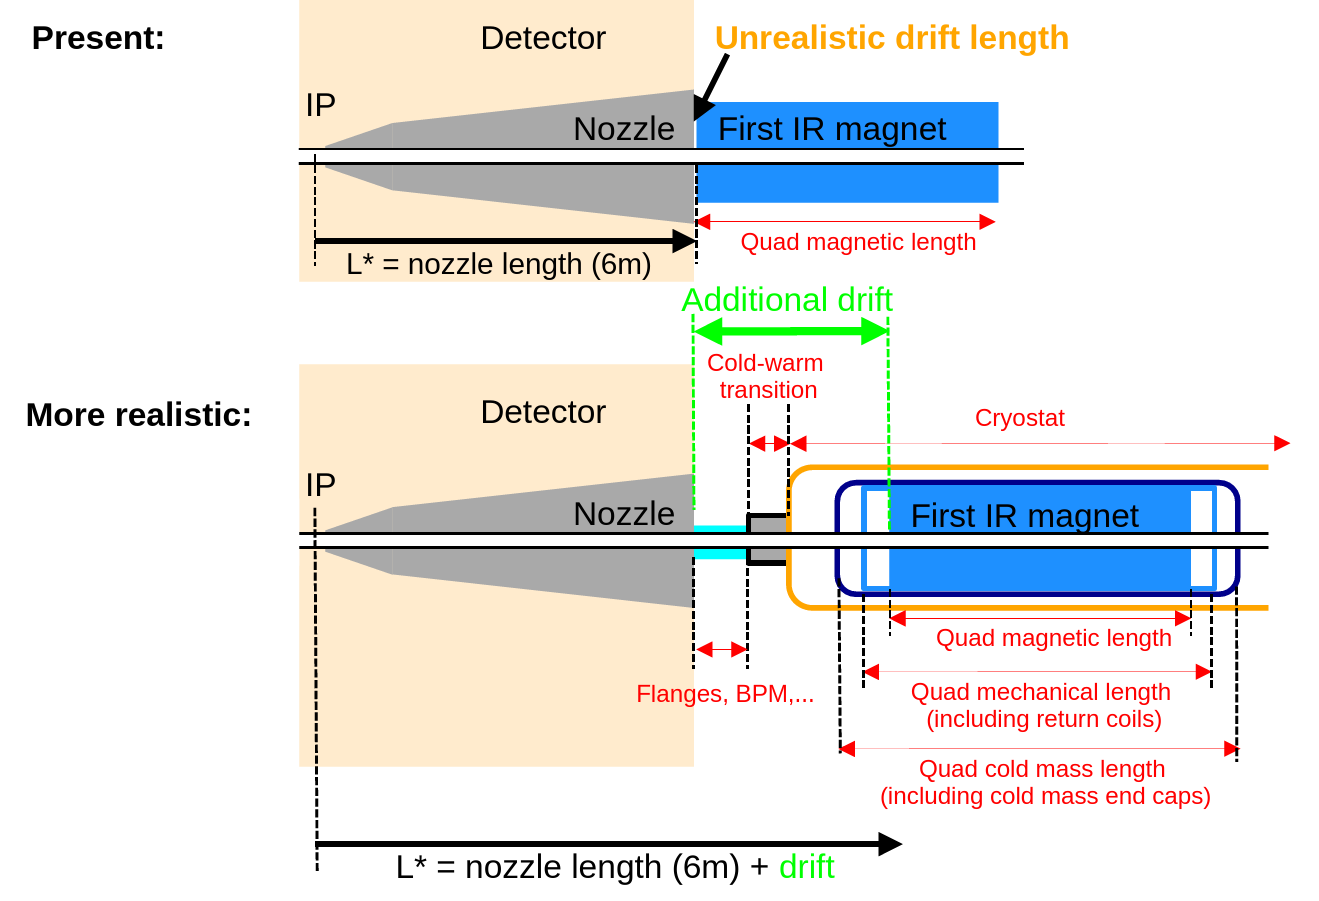 Present:
Detector
Unrealistic drift length
IP
Nozzle
First IR magnet
Quad magnetic length
L* = nozzle length (6m)
Additional drift
Cold-warm
transition
More realistic:
Detector
Cryostat
IP
Nozzle
First IR magnet
Quad magnetic length
Flanges, BPM,...
Quad mechanical length
(including return coils)
Quad cold mass length
(including cold mass end caps)
L* = nozzle length (6m) + drift